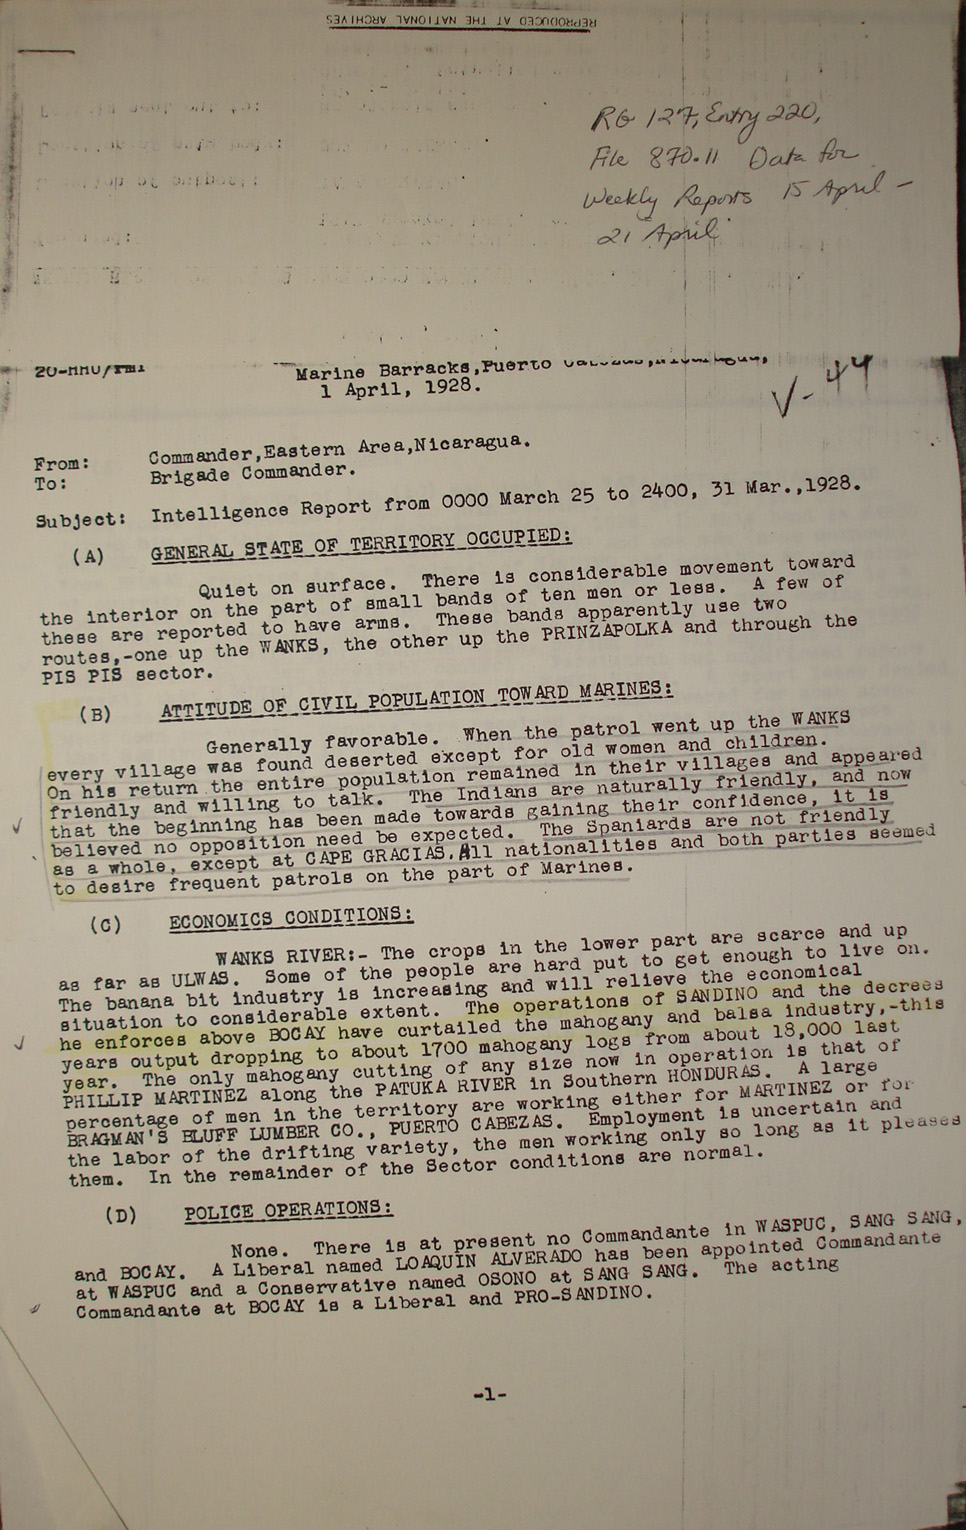 REPRODUCED AT THE NATIONAL ARCHIVES
RG 127, Entry 220,
File 870.11 Data for
Weekly Reports 15 April -
21 April
Marine Barracks,Puerto
1 April, 1928.
V-44
From: Commander,Eastern Area,Nicaragua.
To: Brigade Commander.
Subject: Intelligence Report from 0000 March 25 to 2400, 31 Mar.,1928.
(A) GENERAL STATE OF TERRITORY OCCUPIED:
Quiet on surface. There is considerable movement toward
the interior on the part of small bands of ten men or less. A few of
these are reported to have arms. These bands apparently use two
routes,-one up the WANKS, the other up the PRINZAPOLKA and through the
PIS PIS sector.
(B) ATTITUDE OF CIVIL POPULATION TOWARD MARINES:
Generally favorable. When the patrol went up the WANKS
every village was found deserted except for old women and children.
On his return the entire population remained in their villages and appeared
friendly and willing to talk. The Indians are naturally friendly, and now
that the beginning has been made towards gaining their confidence, it is
believed no opposition need be expected. The Spaniards are not friendly
as a whole, except at CAPE GRACIAS. All nationalities and both parties seemed
to desire frequent patrols on the part of Marines.
(C) ECONOMICS CONDITIONS:
WANKS RIVER:- The crops in the lower part are scarce and up
as far as ULWAS. Some of the people are hard put to get enough to live on.
The banana bit industry is increasing and will relieve the economical
situation to considerable extent. The operations of SANDINO and the decrees
he enforces above BOCAY have curtailed the mahogany and balsa industry,-this
years output dropping to about 1700 mahogany logs from about 18,000 last
year. The only mahogany cutting of any size now in operation is that of
PHILLIP MARTINEZ along the PATUKA RIVER in Southern HONDURAS. A large
percentage of men in the territory are working either for MARTINEZ or for
BRAGMAN'S BLUFF LUMBER CO., PUERTO CABEZAS. Employment is uncertain and
the labor of the drifting variety, the men working only so long as it pleases
them. In the remainder of the Sector conditions are normal.
(D) POLICE OPERATIONS:
None. There is at present no Commandante in WASPUC, SANG SANG,
and BOCAY. A Liberal named LOAQUIN ALVERADO has been appointed Commandante
at WASPUC and a Conservative named OSONO at SANG SANG. The acting
Commandante at BOCAY is a Liberal and PRO-SANDINO.
-1-